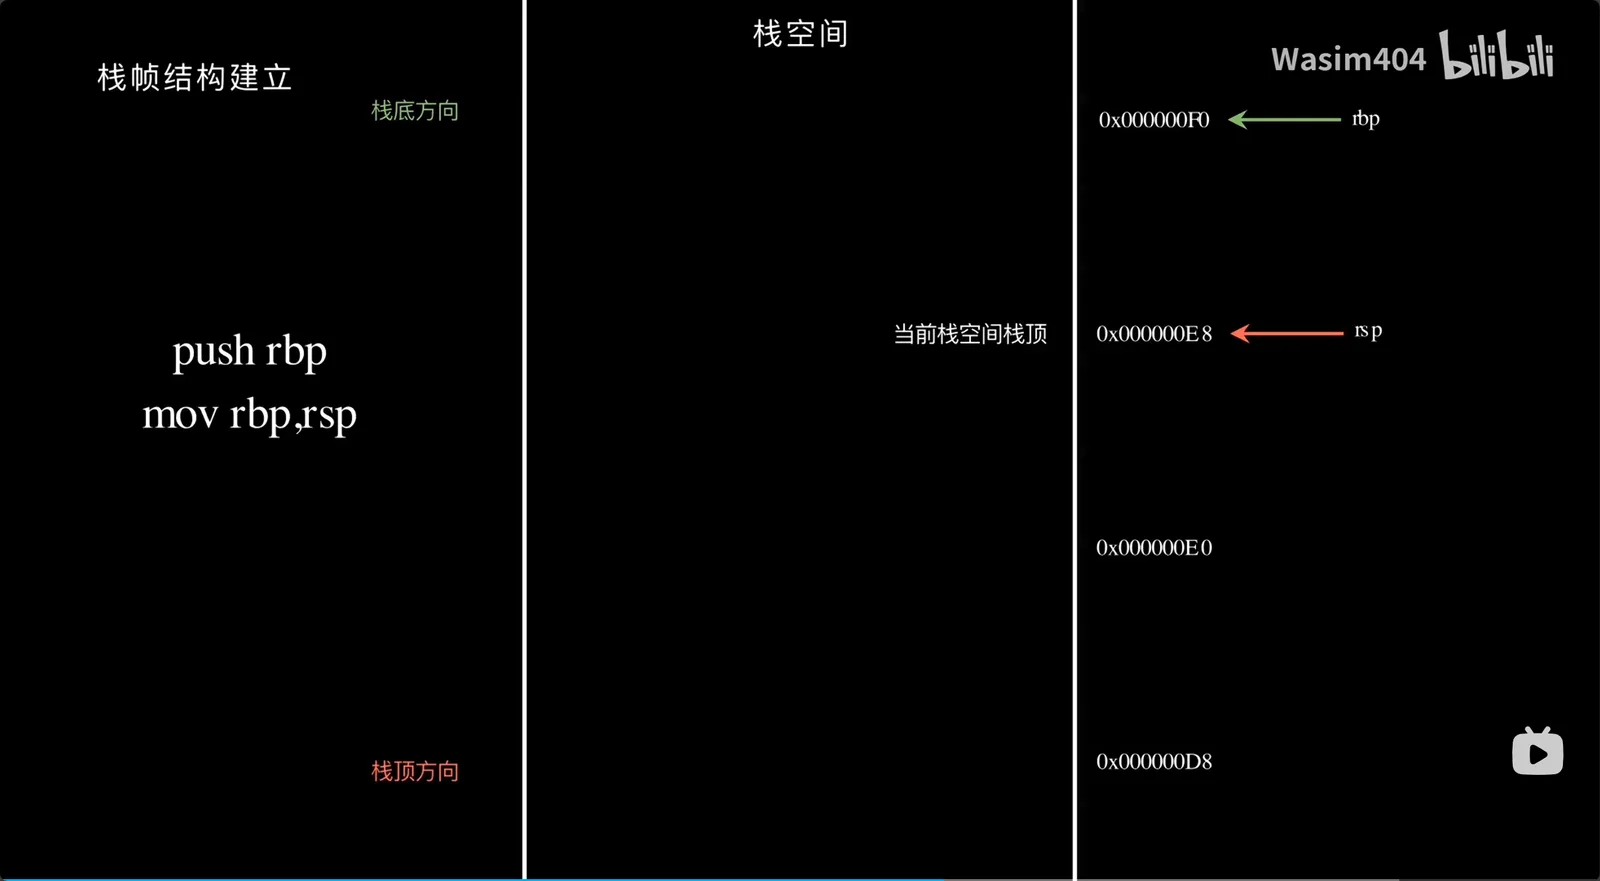 栈帧结构建立
栈底方向
push rbp
mov rbp,rsp
栈顶方向
栈空间
当前栈空间栈顶
Wasim404 bilibili
0x000000F0 rbp
0x000000E8 rsp
0x000000E0
0x000000D8